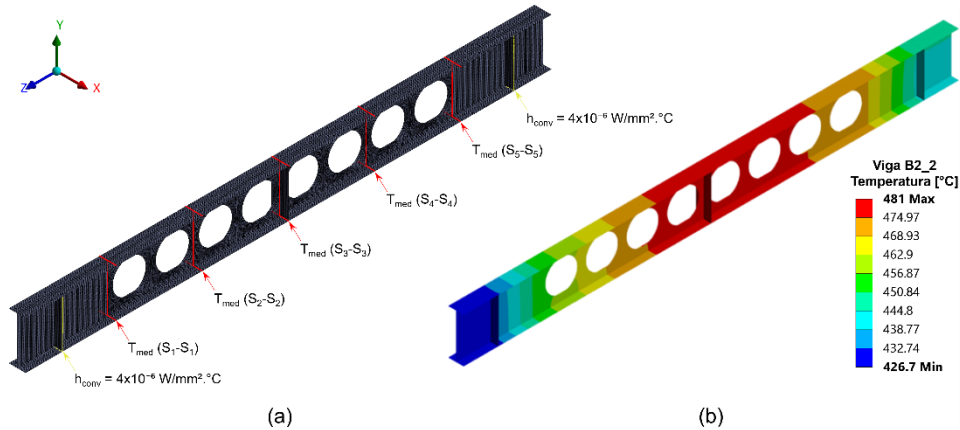 Y
Z
X
h_conv = 4x10⁻⁶ W/mm².°C
T_med (S₅-S₅)
T_med (S₄-S₄)
T_med (S₃-S₃)
T_med (S₂-S₂)
T_med (S₁-S₁)
h_conv = 4x10⁻⁶ W/mm².°C
(a)
Viga B2_2
Temperatura [°C]
481 Max
474.97
468.93
462.9
456.87
450.84
444.8
438.77
432.74
426.7 Min
(b)